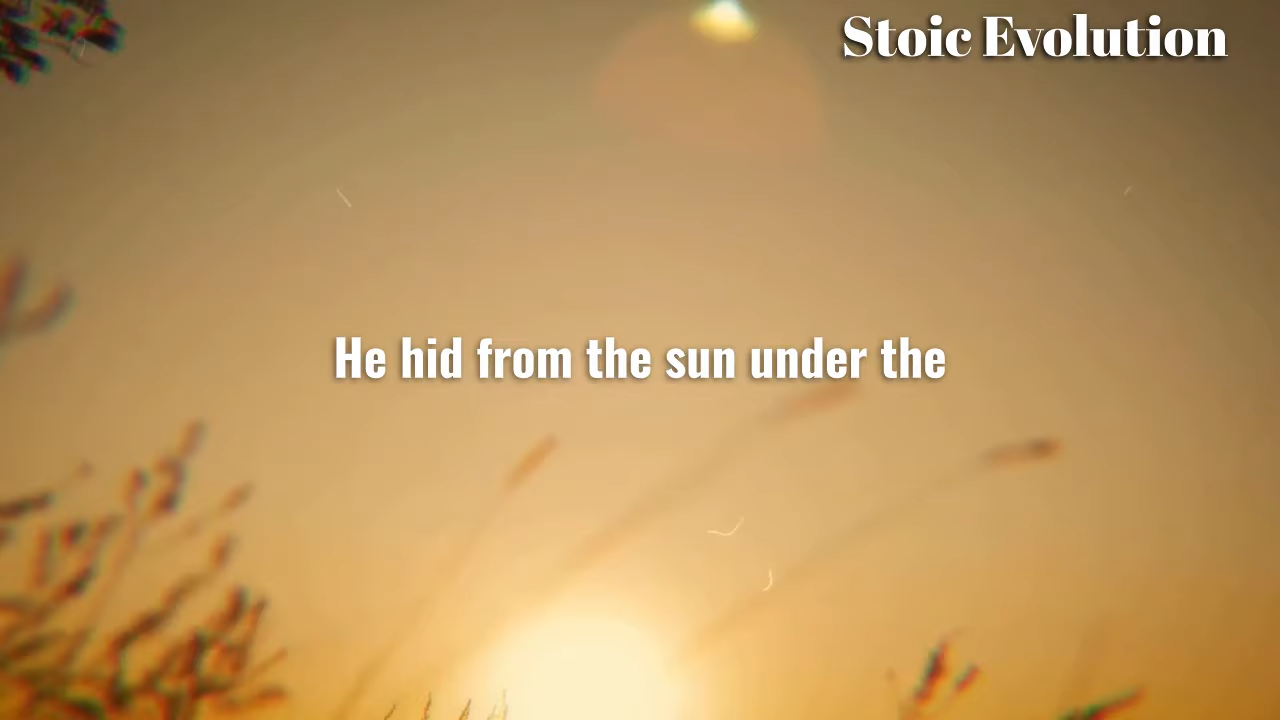 Stoic Evolution
He hid from the sun under the